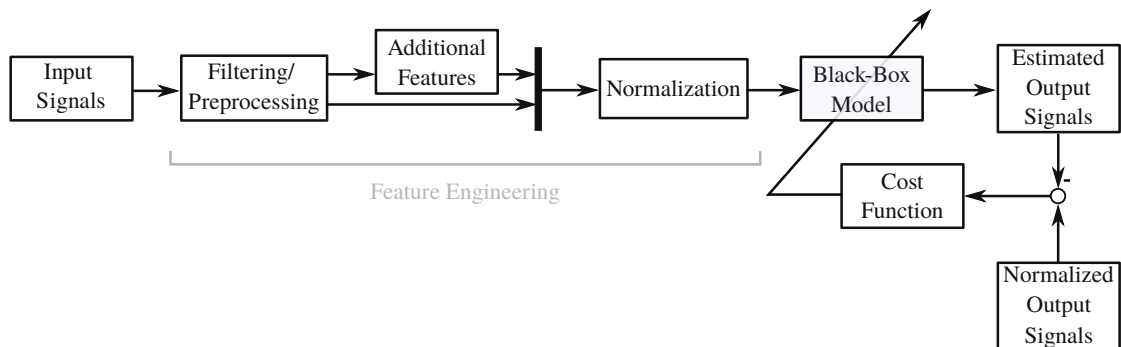 Input
Signals
Filtering/
Preprocessing
Additional
Features
Normalization
Black-Box
Model
Estimated
Output
Signals
Feature Engineering
Cost
Function
-
Normalized
Output
Signals